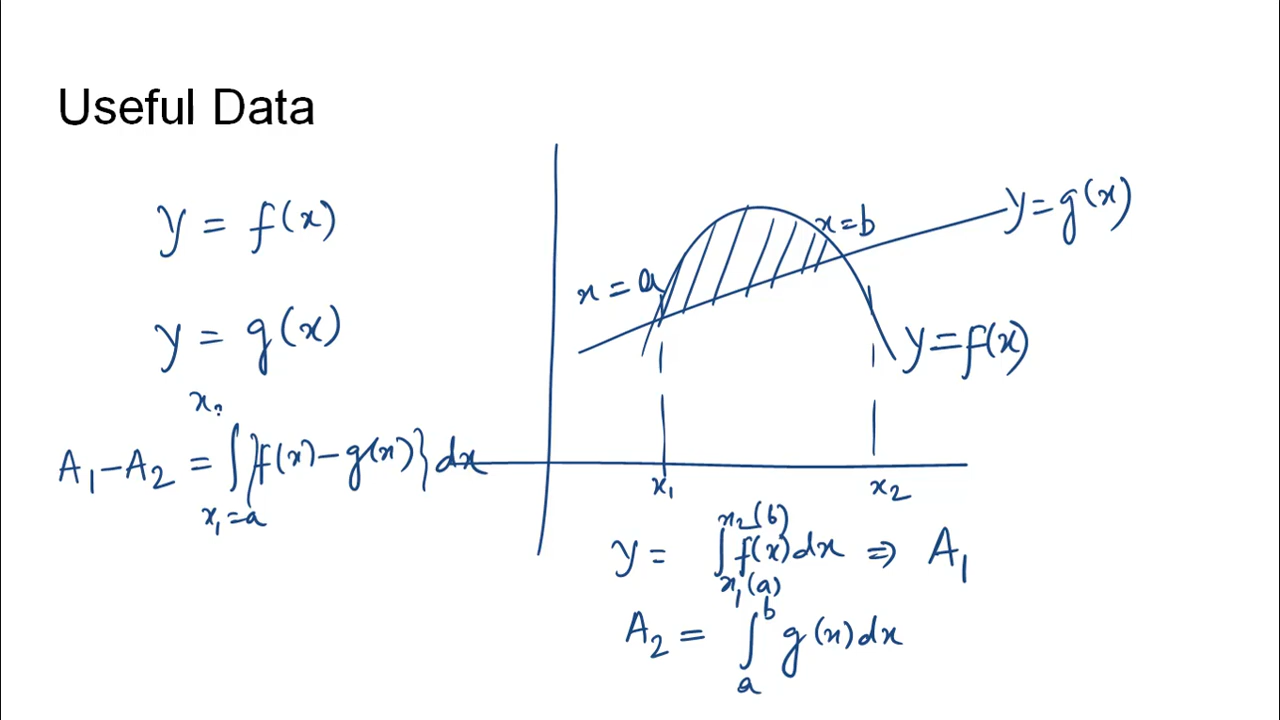 Useful Data
y = f(x)
y = g(x)
x₂
A₁-A₂ = ∫{f(x)-g(x)}dx
x₁=a
y=g(x)
x=b
x=a
y=f(x)
x₁
x₂
x₂(b)
y= ∫f(x)dx ⇒ A₁
x₁(a)
b
A₂ = ∫ g(x)dx
a